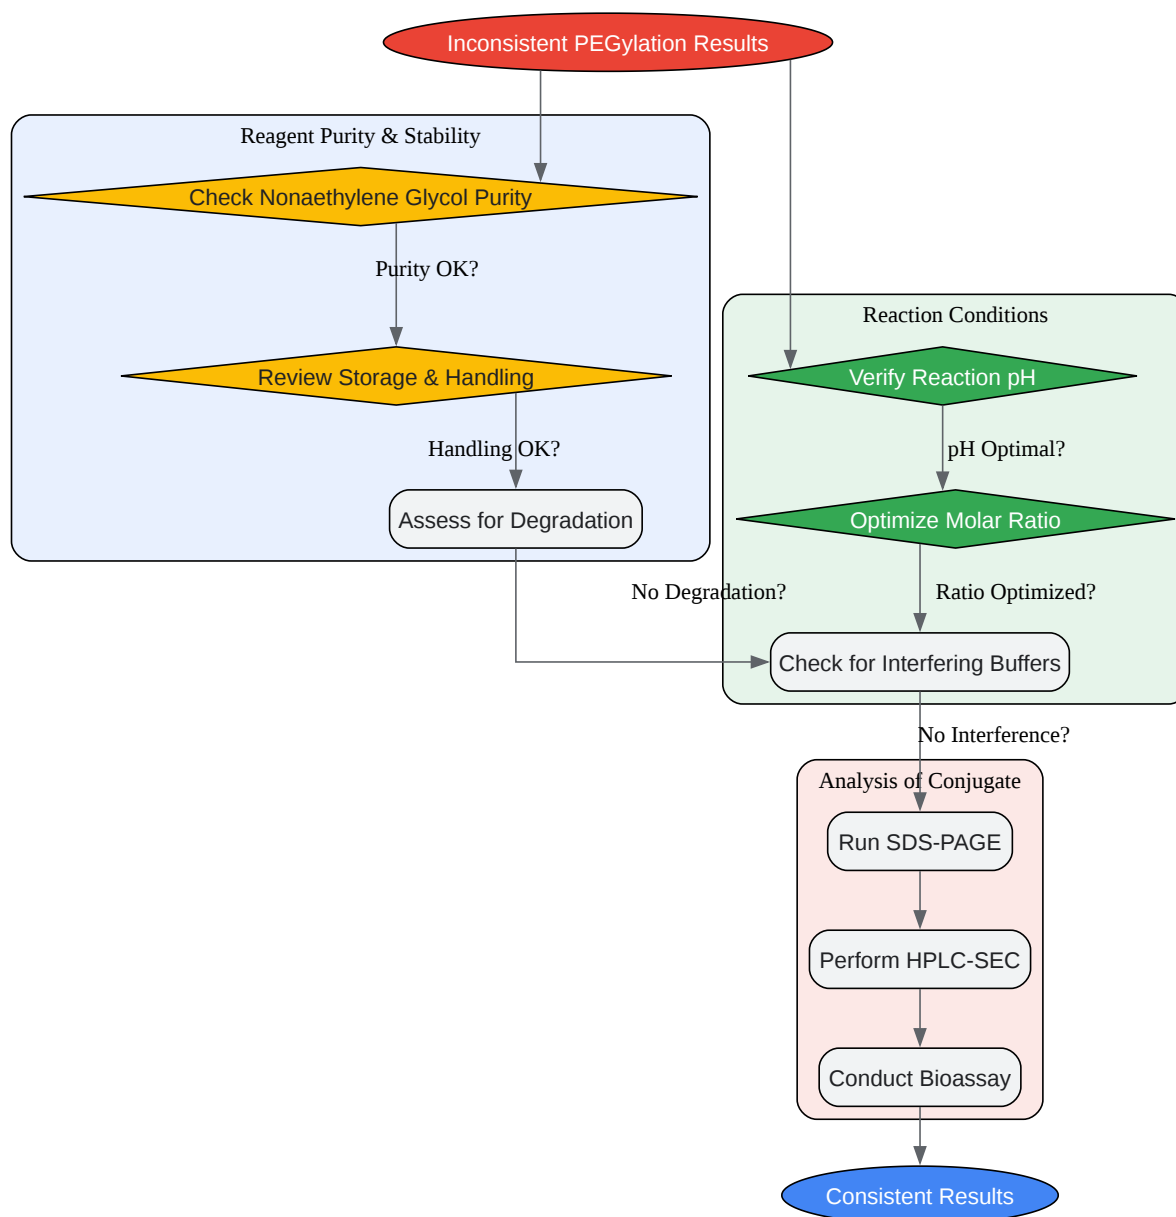 Inconsistent PEGylation Results
Reagent Purity & Stability
Check Nonaethylene Glycol Purity
Purity OK?
Reaction Conditions
Review Storage & Handling
Verify Reaction pH
Handling OK?
pH Optimal?
Assess for Degradation
Optimize Molar Ratio
No Degradation?
Ratio Optimized?
Check for Interfering Buffers
No Interference?
Analysis of Conjugate
Run SDS-PAGE
Perform HPLC-SEC
Conduct Bioassay
Consistent Results